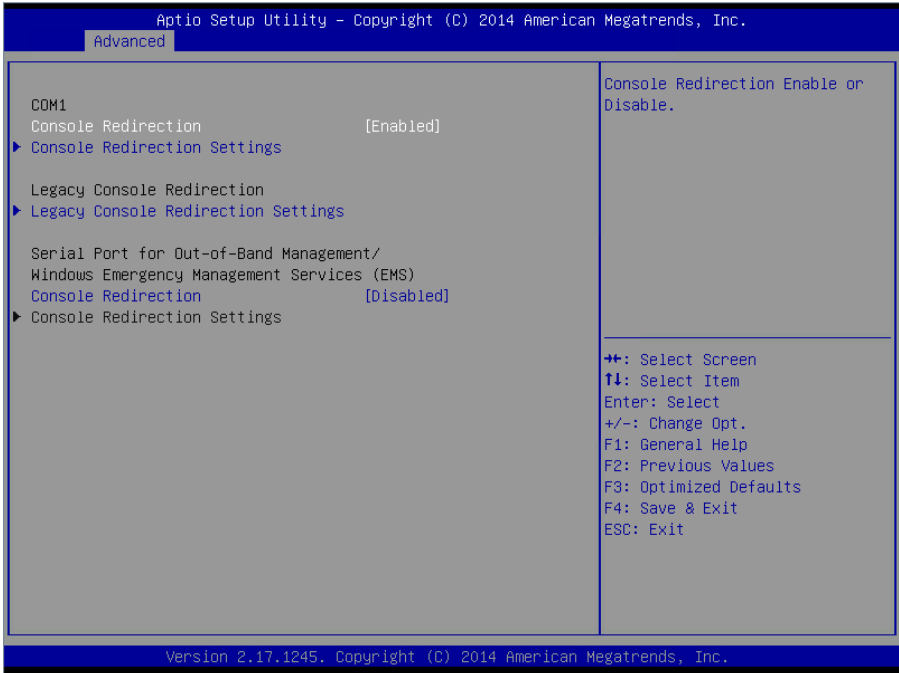 Aptio Setup Utility – Copyright (C) 2014 American Megatrends, Inc.
Advanced
COM1
Console Redirection [Enabled]
Console Redirection Settings
Legacy Console Redirection
Legacy Console Redirection Settings
Serial Port for Out-of-Band Management/
Windows Emergency Management Services (EMS)
Console Redirection [Disabled]
Console Redirection Settings
Console Redirection Enable or
Disable.
→←: Select Screen
↑↓: Select Item
Enter: Select
+/-: Change Opt.
F1: General Help
F2: Previous Values
F3: Optimized Defaults
F4: Save & Exit
ESC: Exit
Version 2.17.1245. Copyright (C) 2014 American Megatrends, Inc.